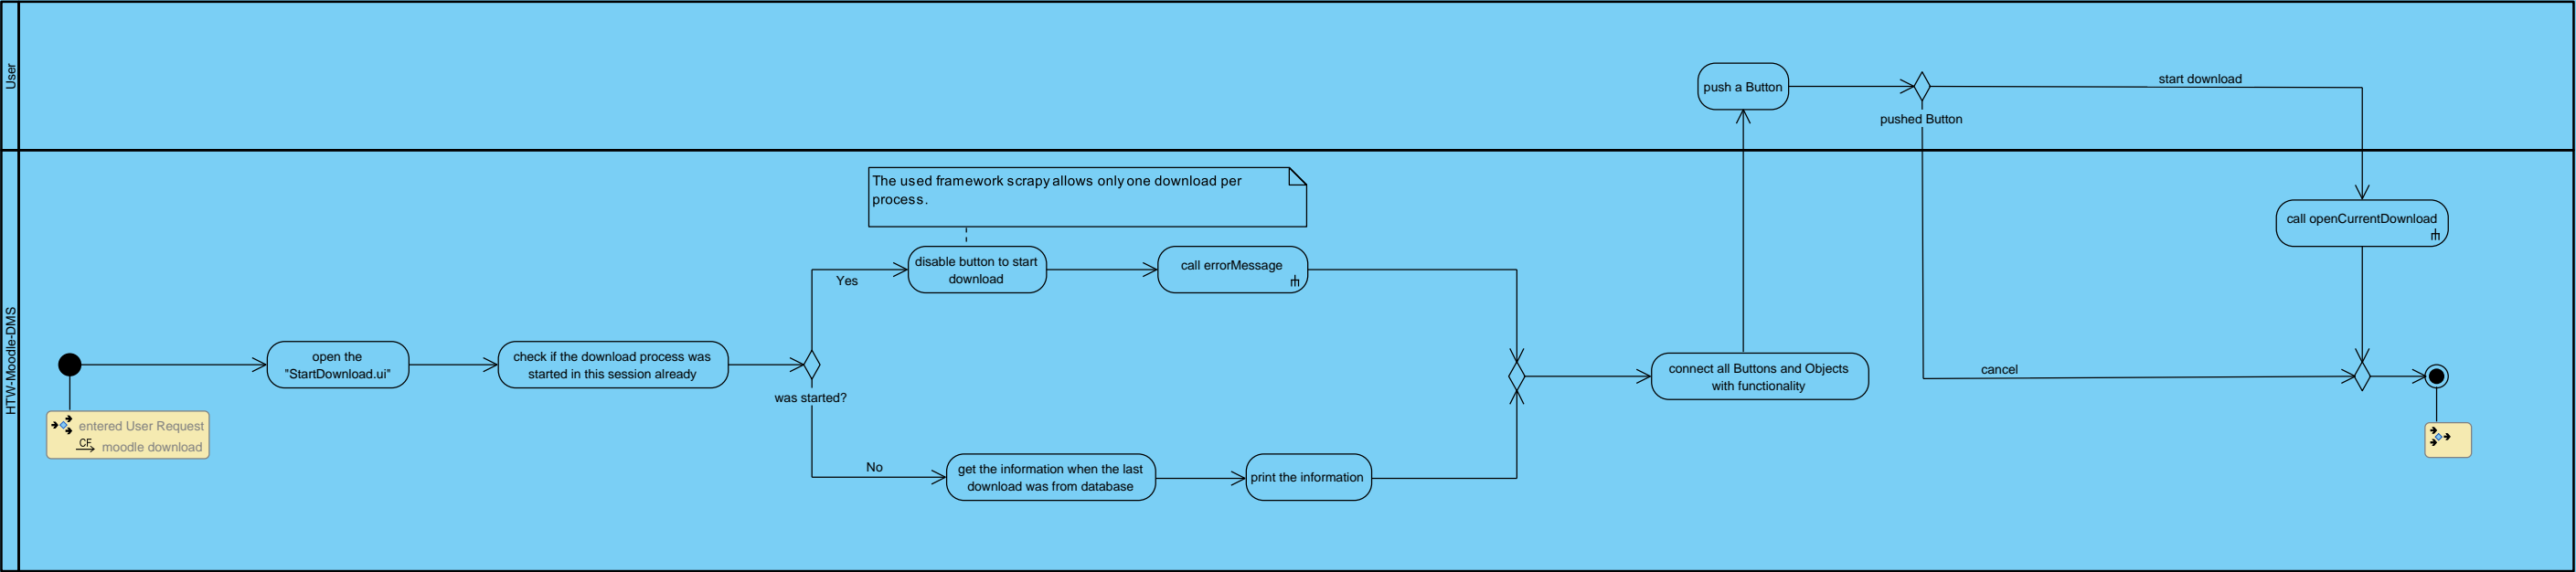 User
push a Button
start download
pushed Button
The used framework scrapy allows only one download per
process.
call openCurrentDownload
disable button to start
download
call errorMessage
Yes
HTW-Moodle-DMS
open the
"StartDownload.ui"
check if the download process was
started in this session already
was started?
connect all Buttons and Objects
with functionality
cancel
entered User Request
CF
moodle download
No
get the information when the last
download was from database
print the information